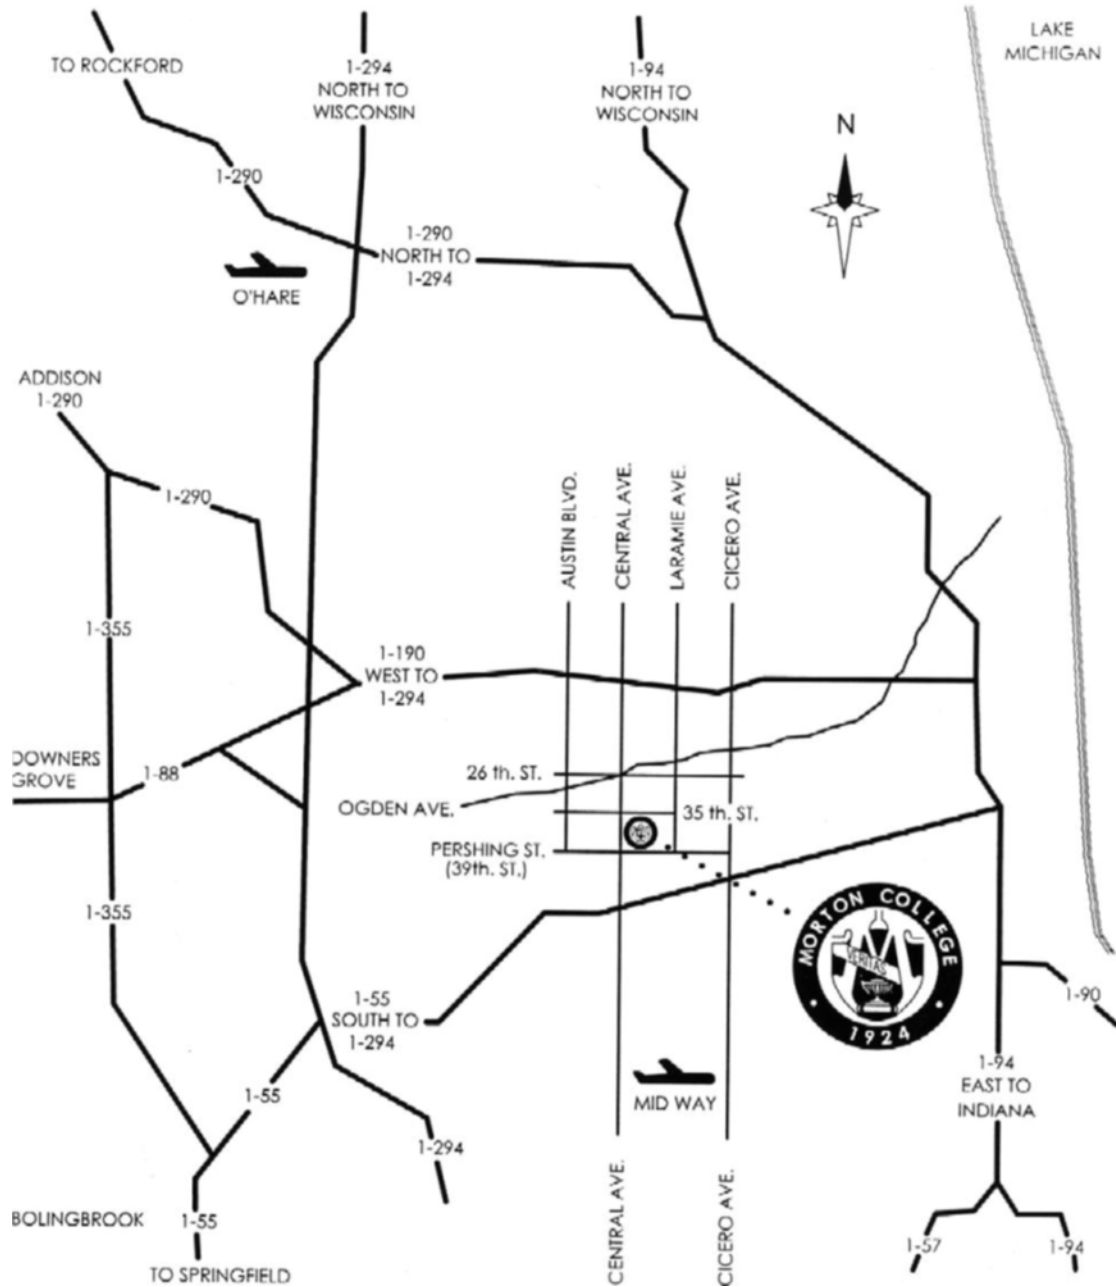 LAKE
MICHIGAN
TO ROCKFORD
1-294
NORTH TO
WISCONSIN
1-94
NORTH TO
WISCONSIN
N
1-290
1-290
NORTH TO
1-294
O'HARE
ADDISON
1-290
1-290
AUSTIN BLVD.
CENTRAL AVE.
LARAMIE AVE.
CICERO AVE.
1-355
1-190
WEST TO
1-294
DOWNERS
GROVE
1-88
26 th. ST.
OGDEN AVE.
35 th. ST.
PERSHING ST.
(39th. ST.)
MORTON COLLEGE
VERITAS
1924
1-355
1-55
SOUTH TO
1-294
1-90
1-55
MID WAY
1-94
EAST TO
INDIANA
1-294
CENTRAL AVE.
CICERO AVE.
BOLINGBROOK
1-55
1-57
1-94
TO SPRINGFIELD